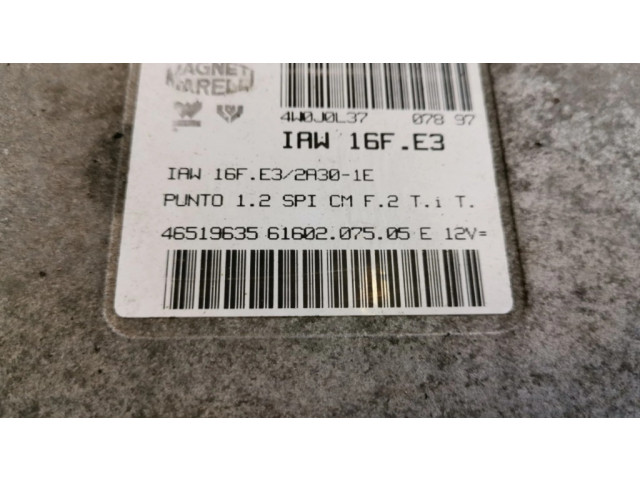 MAGNETI
MARELLI
4W0J0L37 078 97
IAW 16F.E3
IAW 16F.E3/2A30-1E
PUNTO 1.2 SPI CM F.2 T.i T.
46519635 61602.075.05 E 12V=